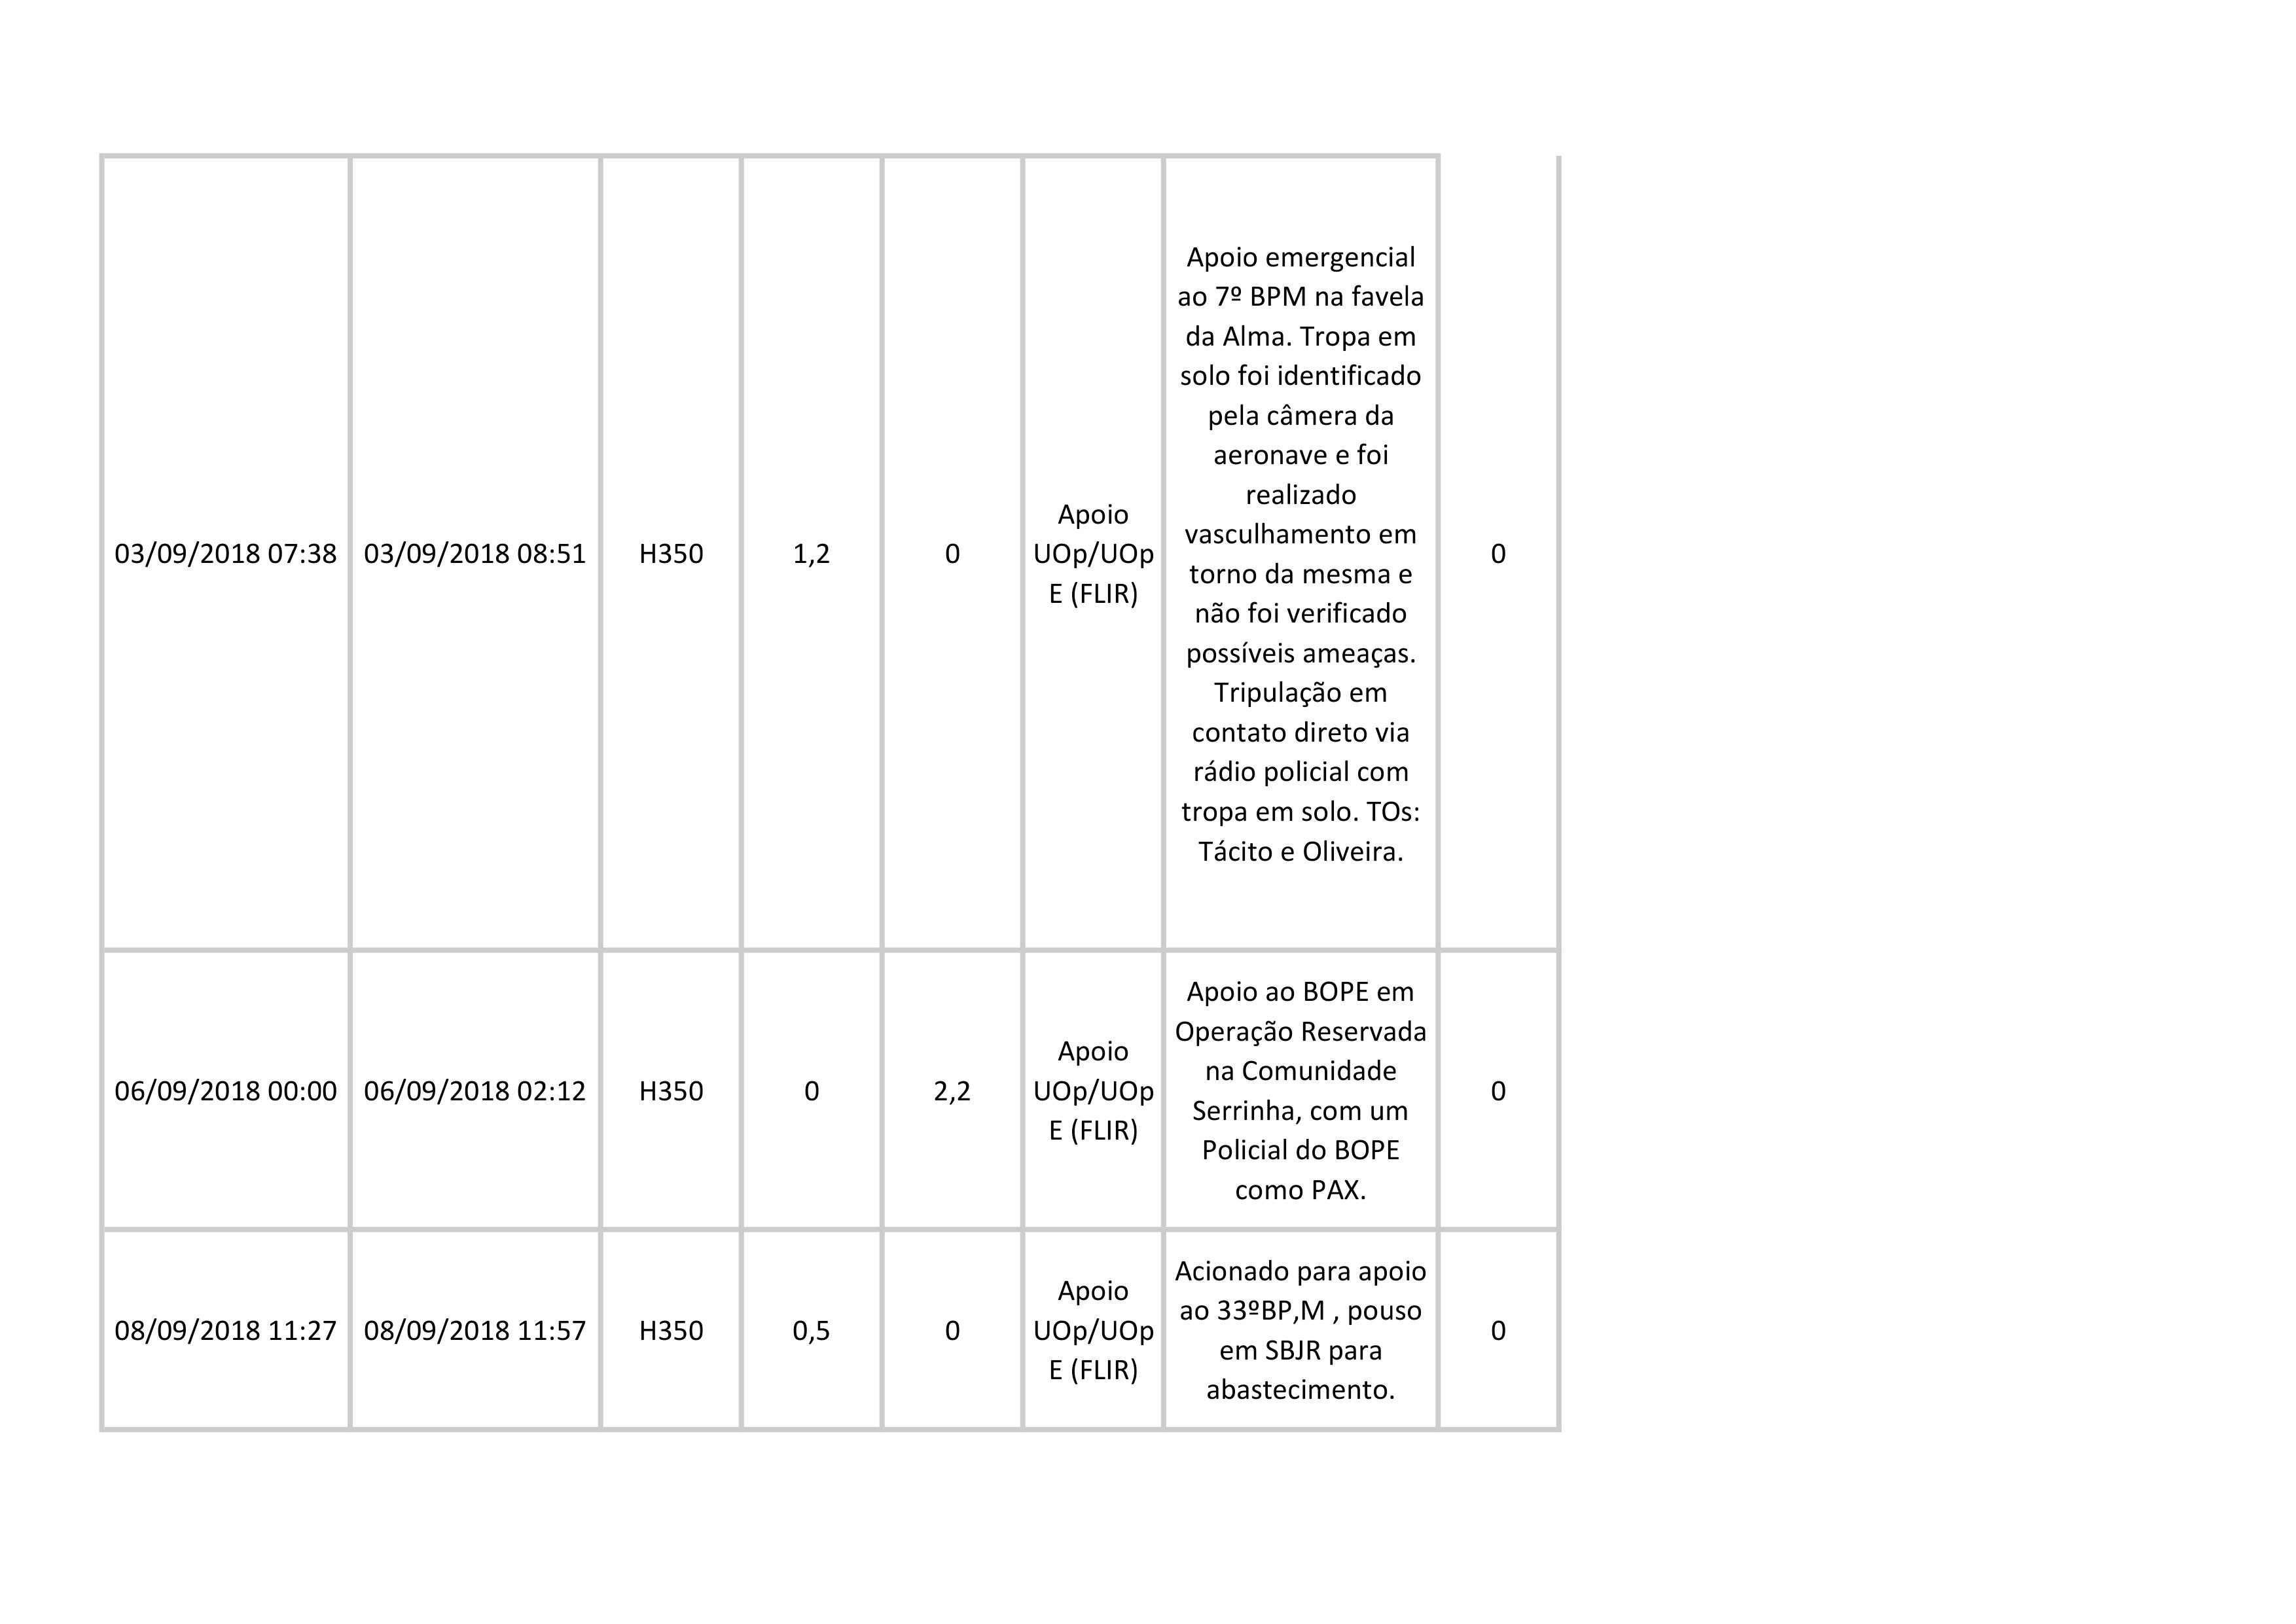 03/09/2018 07:38
03/09/2018 08:51
H350
1,2
0
Apoio
UOp/UOp
E (FLIR)
Apoio emergencial
ao 7º BPM na favela
da Alma. Tropa em
solo foi identificado
pela câmera da
aeronave e foi
realizado
vasculhamento em
torno da mesma e
não foi verificado
possíveis ameaças.
Tripulação em
contato direto via
rádio policial com
tropa em solo. TOs:
Tácito e Oliveira.
0
06/09/2018 00:00
06/09/2018 02:12
H350
0
2,2
Apoio
UOp/UOp
E (FLIR)
Apoio ao BOPE em
Operação Reservada
na Comunidade
Serrinha, com um
Policial do BOPE
como PAX.
0
08/09/2018 11:27
08/09/2018 11:57
H350
0,5
0
Apoio
UOp/UOp
E (FLIR)
Acionado para apoio
ao 33ºBP,M , pouso
em SBJR para
abastecimento.
0